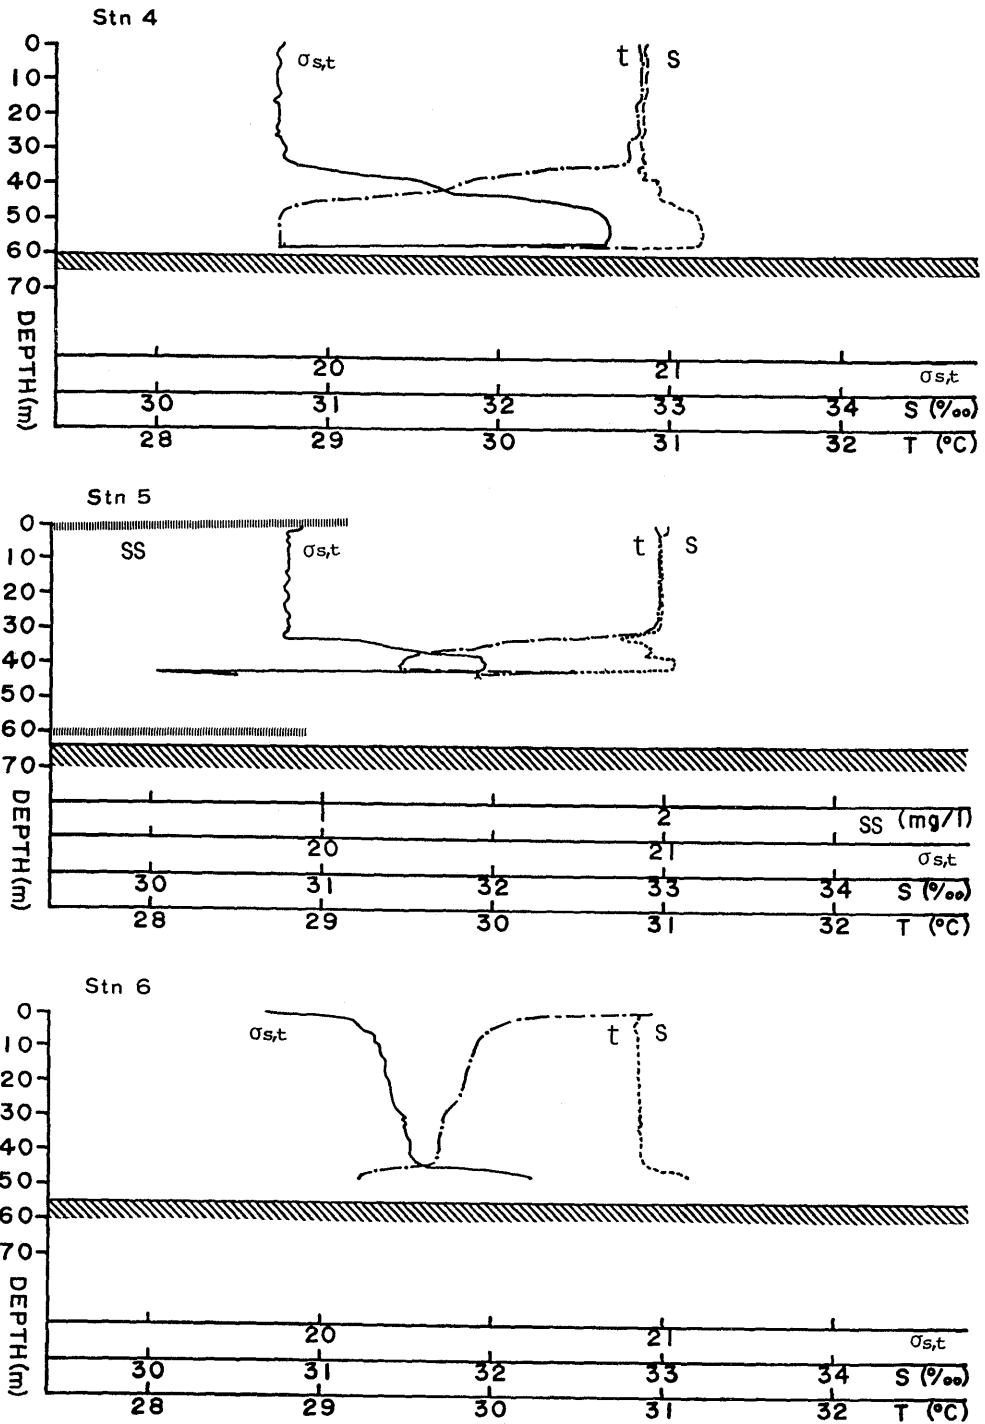 Stn 4
0
σs,t
t
S
10
20
30
40
50
60
70
DEPTH(m)
20 21 σs,t
30 31 32 33 34 S (‰)
28 29 30 31 32 T (°C)
Stn 5
0
SS
σs,t
t
S
10
20
30
40
50
60
70
DEPTH(m)
1 2 SS (mg/l)
20 21 σs,t
30 31 32 33 34 S (‰)
28 29 30 31 32 T (°C)
Stn 6
0
σs,t
t
S
10
20
30
40
50
60
70
DEPTH(m)
20 21 σs,t
30 31 32 33 34 S (‰)
28 29 30 31 32 T (°C)